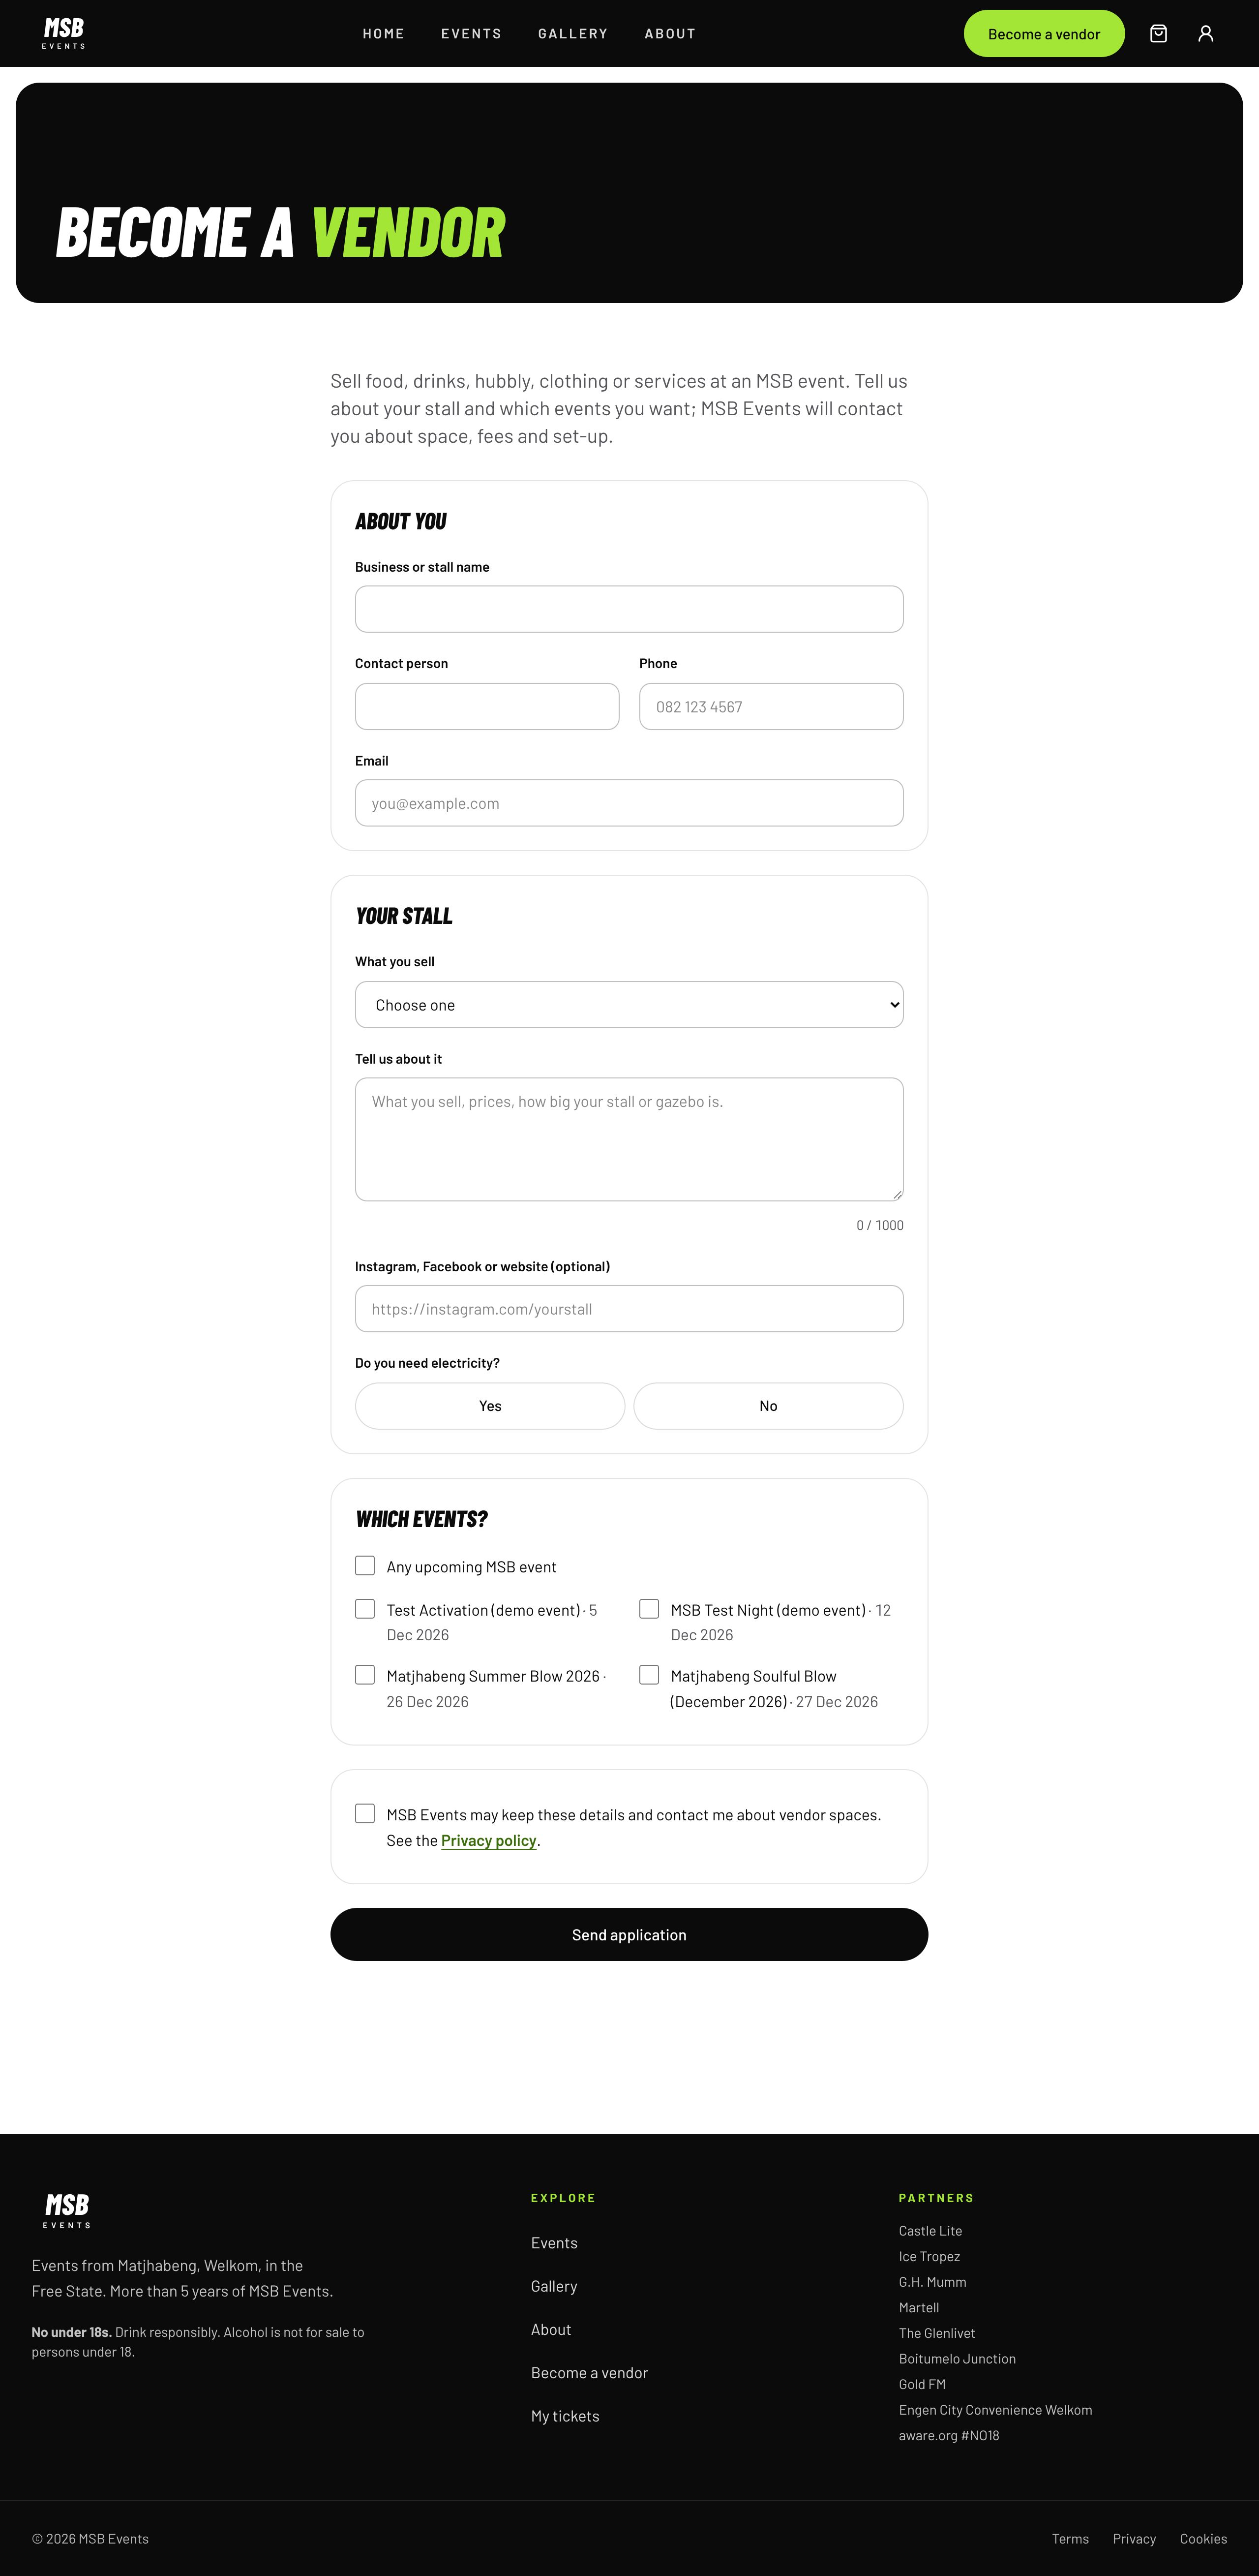 MSB
EVENTS
HOME
EVENTS
GALLERY
ABOUT
Become a vendor
BECOME A VENDOR
Sell food, drinks, hubbly, clothing or services at an MSB event. Tell us
about your stall and which events you want; MSB Events will contact
you about space, fees and set-up.
ABOUT YOU
Business or stall name
Contact person
Phone
082 123 4567
Email
you@example.com
YOUR STALL
What you sell
Choose one
Tell us about it
What you sell, prices, how big your stall or gazebo is.
0 / 1000
Instagram, Facebook or website (optional)
https://instagram.com/yourstall
Do you need electricity?
Yes
No
WHICH EVENTS?
Any upcoming MSB event
Test Activation (demo event) · 5
Dec 2026
MSB Test Night (demo event) · 12
Dec 2026
Matjhabeng Summer Blow 2026 ·
26 Dec 2026
Matjhabeng Soulful Blow
(December 2026) · 27 Dec 2026
MSB Events may keep these details and contact me about vendor spaces.
See the Privacy policy.
Send application
MSB
EVENTS
Events from Matjhabeng, Welkom, in the
Free State. More than 5 years of MSB Events.
No under 18s. Drink responsibly. Alcohol is not for sale to
persons under 18.
EXPLORE
Events
Gallery
About
Become a vendor
My tickets
PARTNERS
Castle Lite
Ice Tropez
G.H. Mumm
Martell
The Glenlivet
Boitumelo Junction
Gold FM
Engen City Convenience Welkom
aware.org #NO18
© 2026 MSB Events
Terms
Privacy
Cookies